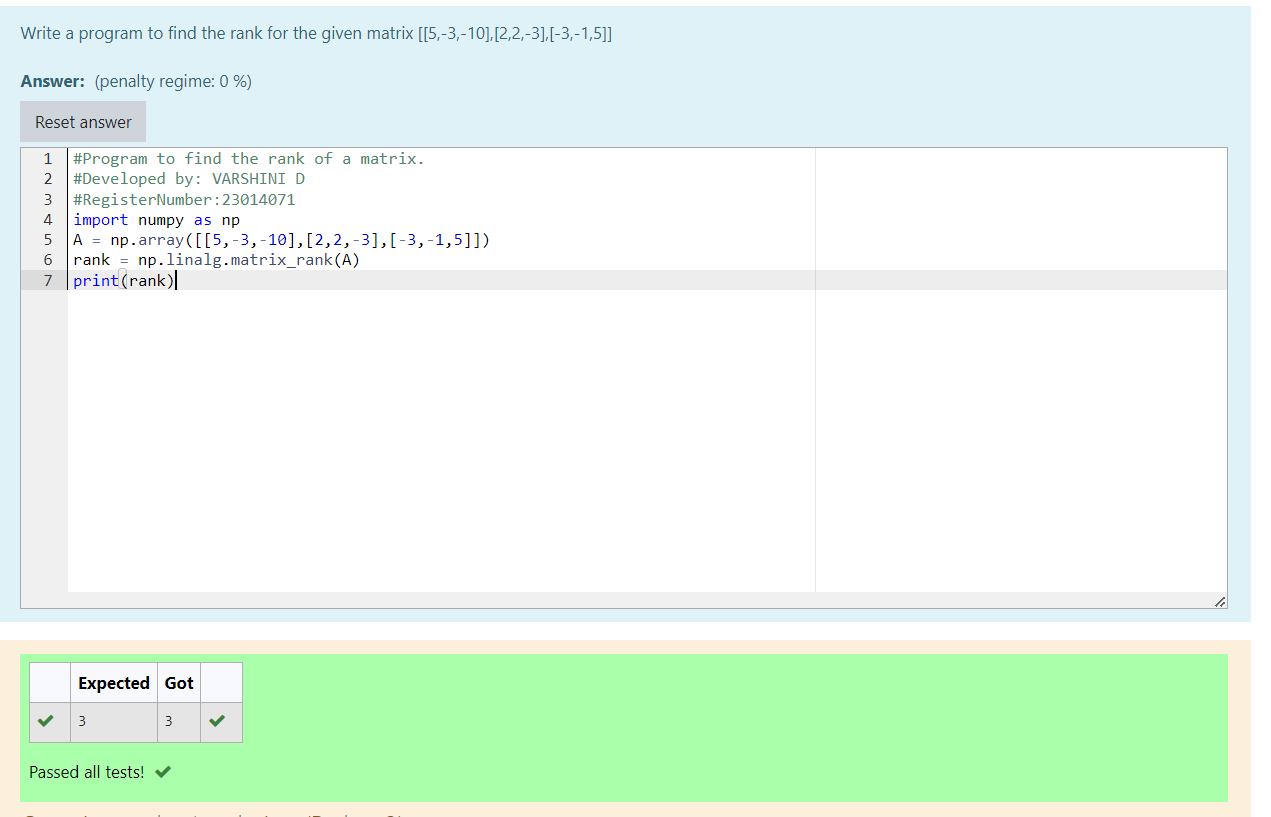 Write a program to find the rank for the given matrix [[5,-3,-10],[2,2,-3],[-3,-1,5]]
Answer: (penalty regime: 0 %)
Reset answer
1 #Program to find the rank of a matrix.
2 #Developed by: VARSHINI D
3 #RegisterNumber:23014071
4 import numpy as np
5 A = np.array([[5,-3,-10],[2,2,-3],[-3,-1,5]])
6 rank = np.linalg.matrix_rank(A)
7 print(rank)
Expected Got
3 3
Passed all tests!